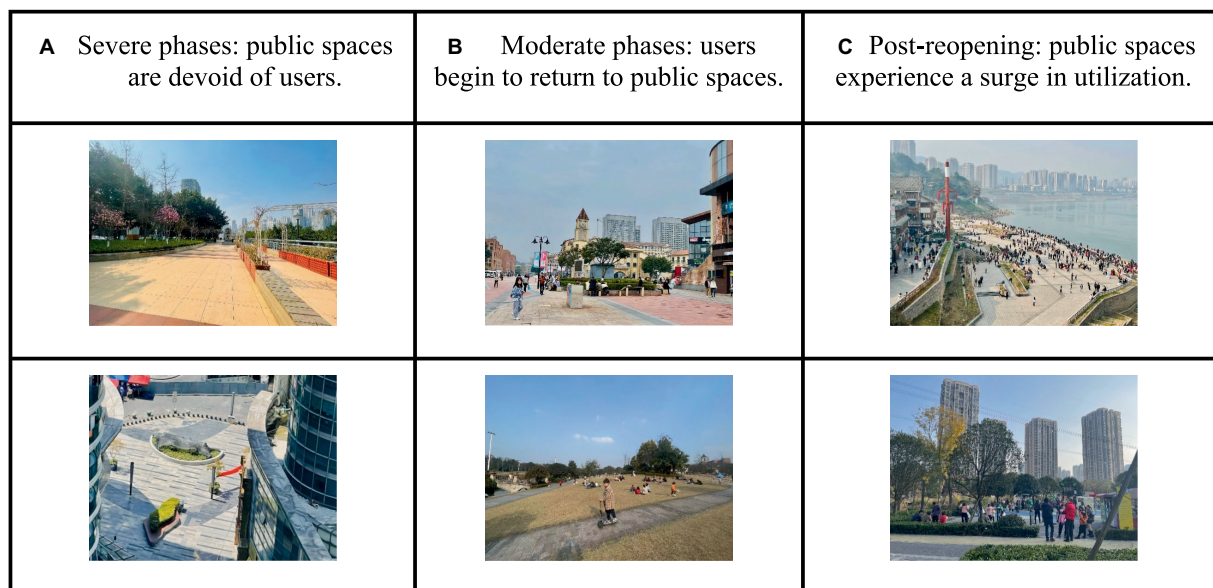 A Severe phases: public spaces
are devoid of users.
B Moderate phases: users
begin to return to public spaces.
C Post-reopening: public spaces
experience a surge in utilization.